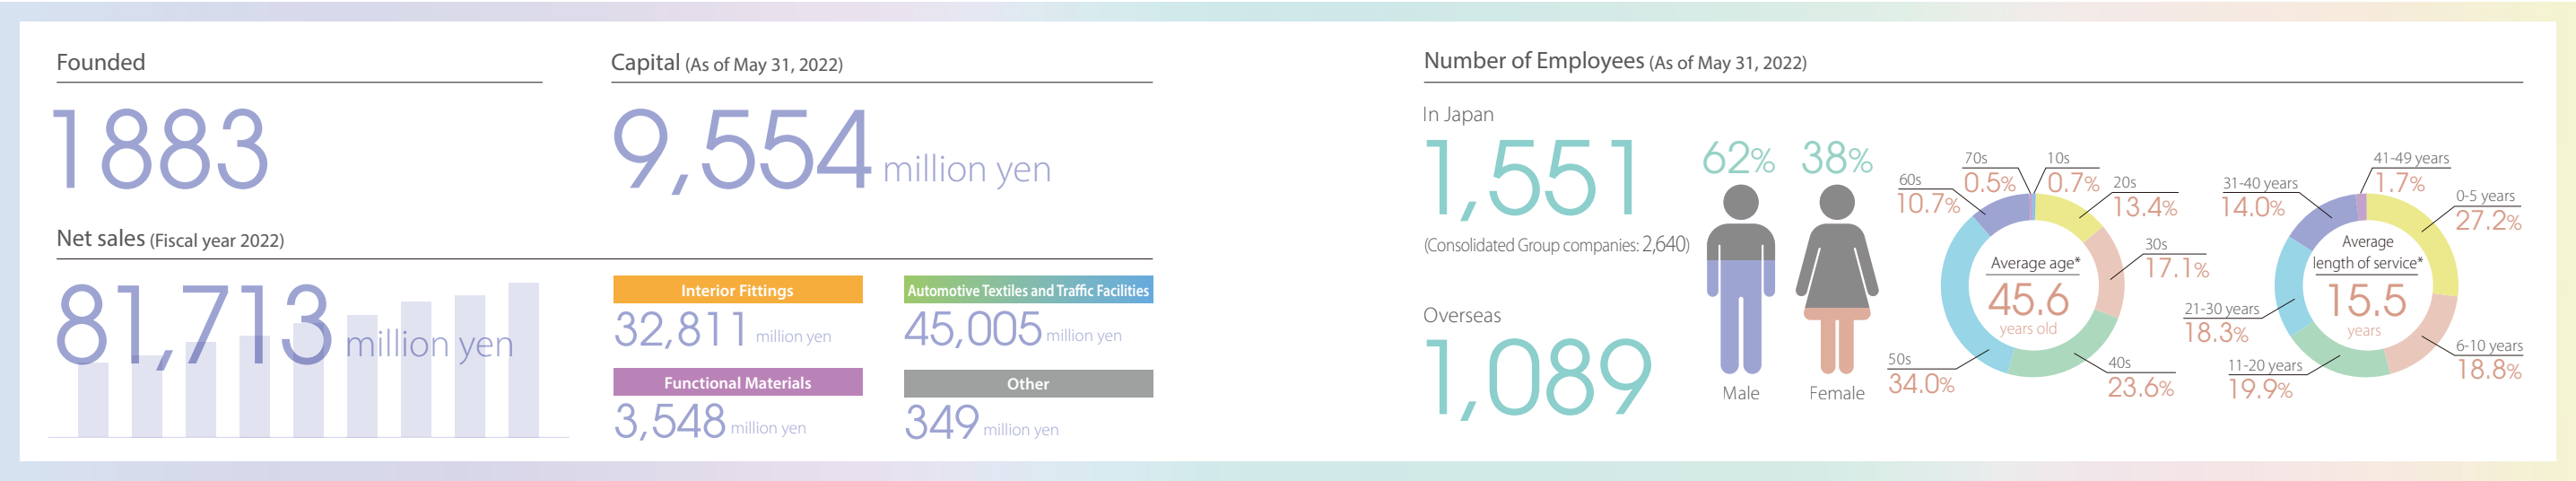 Founded
1883
Capital (As of May 31, 2022)
9,554 million yen
Net sales (Fiscal year 2022)
81,713 million yen
Interior Fittings
32,811 million yen
Automotive Textiles and Traffic Facilities
45,005 million yen
Functional Materials
3,548 million yen
Other
349 million yen
Number of Employees (As of May 31, 2022)
In Japan
1,551
(Consolidated Group companies: 2,640)
Overseas
1,089
62%
Male
38%
Female
Average age*
45.6
years old
10s
0.7%
20s
13.4%
30s
17.1%
40s
23.6%
50s
34.0%
60s
10.7%
70s
0.5%
Average
length of service*
15.5
years
0-5 years
27.2%
6-10 years
18.8%
11-20 years
19.9%
21-30 years
18.3%
31-40 years
14.0%
41-49 years
1.7%